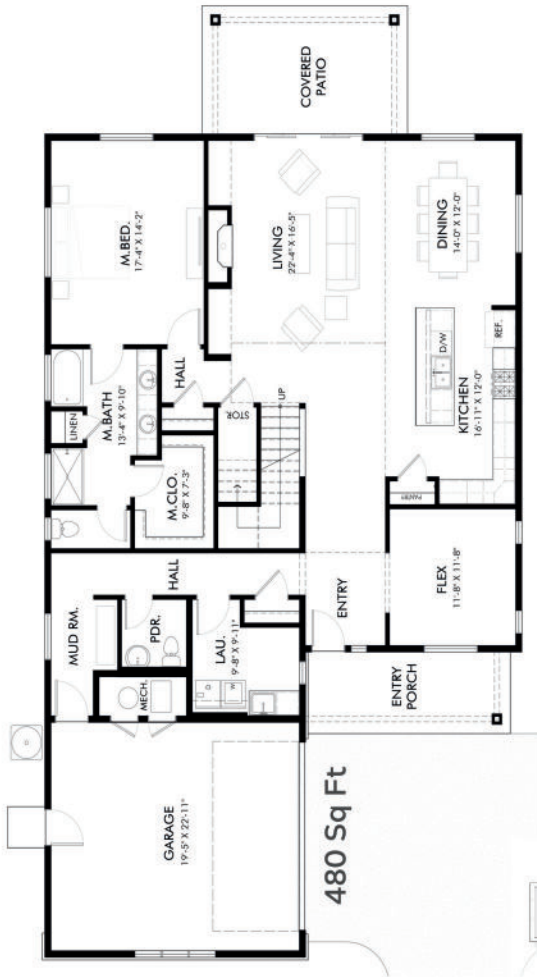 COVERED
PATIO
M.BED.
17'-4" X 14'-2"
LIVING
22'-4" X 16'-5"
DINING
14'-0" X 12'-0"
M.BATH
13'-4" X 9'-10"
LINEN
HALL
STOR.
UP
D/W
REF.
KITCHEN
16'-11" X 12'-0"
M.CLO.
9'-8" X 7'-3"
PANTRY
HALL
MUD RM.
PDR.
LAU.
9'-8" X 9'-11"
W
ENTRY
FLEX
11'-8" X 11'-8"
MECH.
ENTRY
PORCH
GARAGE
19'-5" X 22'-11"
480 Sq Ft